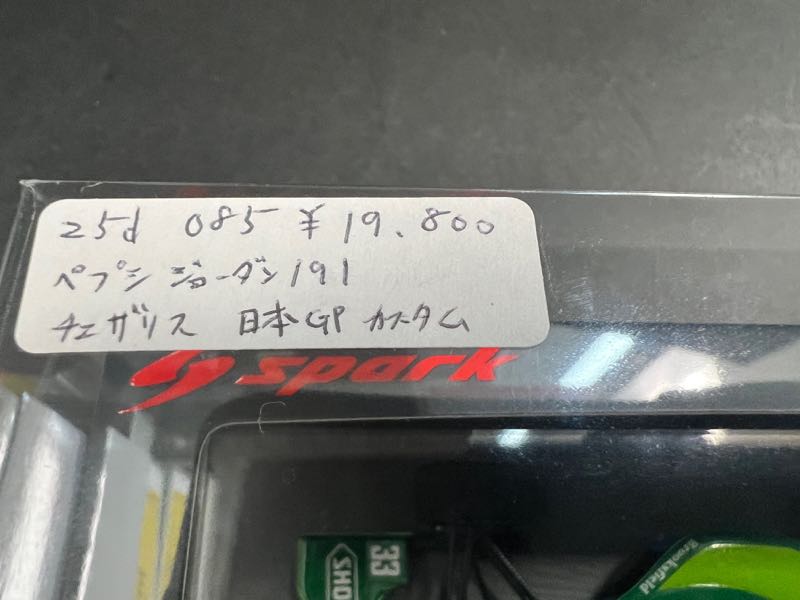 25d 085 ¥19.800
ペプシ ジョーダン191
チェザリス 日本GP カスタム
spark
33
SHO
Brooksfield